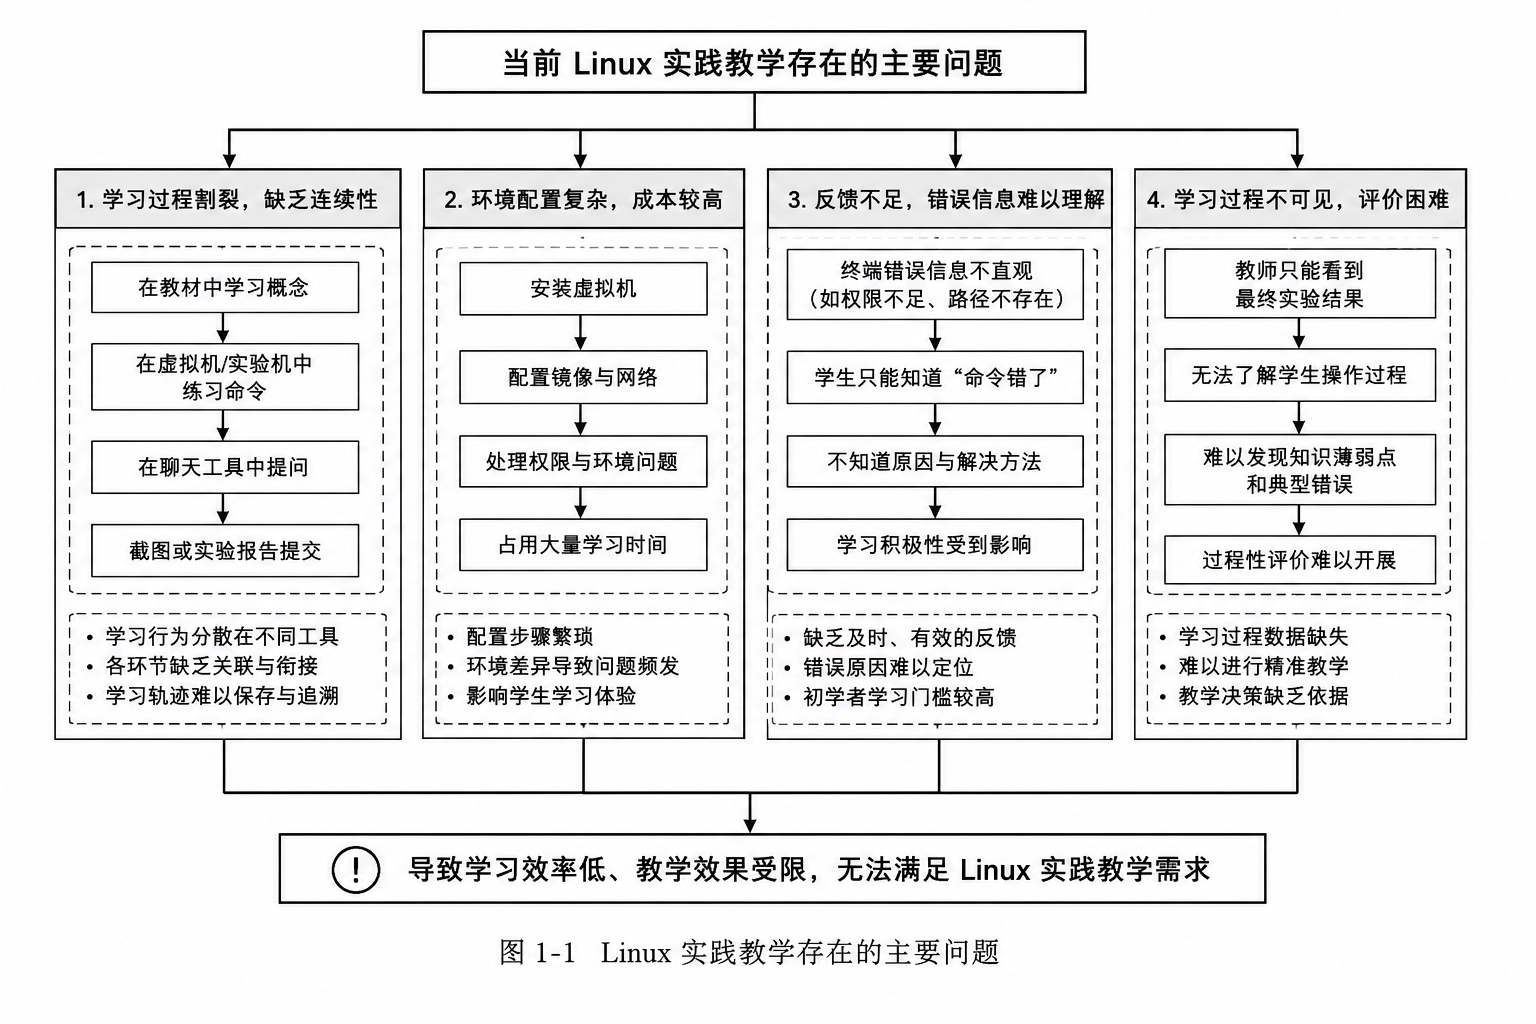 当前 Linux 实践教学存在的主要问题
1. 学习过程割裂，缺乏连续性
在教材中学习概念
在虚拟机/实验机中
练习命令
在聊天工具中提问
截图或实验报告提交
• 学习行为分散在不同工具
• 各环节缺乏关联与衔接
• 学习轨迹难以保存与追溯
2. 环境配置复杂，成本较高
安装虚拟机
配置镜像与网络
处理权限与环境问题
占用大量学习时间
• 配置步骤繁琐
• 环境差异导致问题频发
• 影响学生学习体验
3. 反馈不足，错误信息难以理解
终端错误信息不直观
（如权限不足、路径不存在）
学生只能知道“命令错了”
不知道原因与解决方法
学习积极性受到影响
• 缺乏及时、有效的反馈
• 错误原因难以定位
• 初学者学习门槛较高
4. 学习过程不可见，评价困难
教师只能看到
最终实验结果
无法了解学生操作过程
难以发现知识薄弱点
和典型错误
过程性评价难以开展
• 学习过程数据缺失
• 难以进行精准教学
• 教学决策缺乏依据
! 导致学习效率低、教学效果受限，无法满足 Linux 实践教学需求
图 1-1 Linux 实践教学存在的主要问题